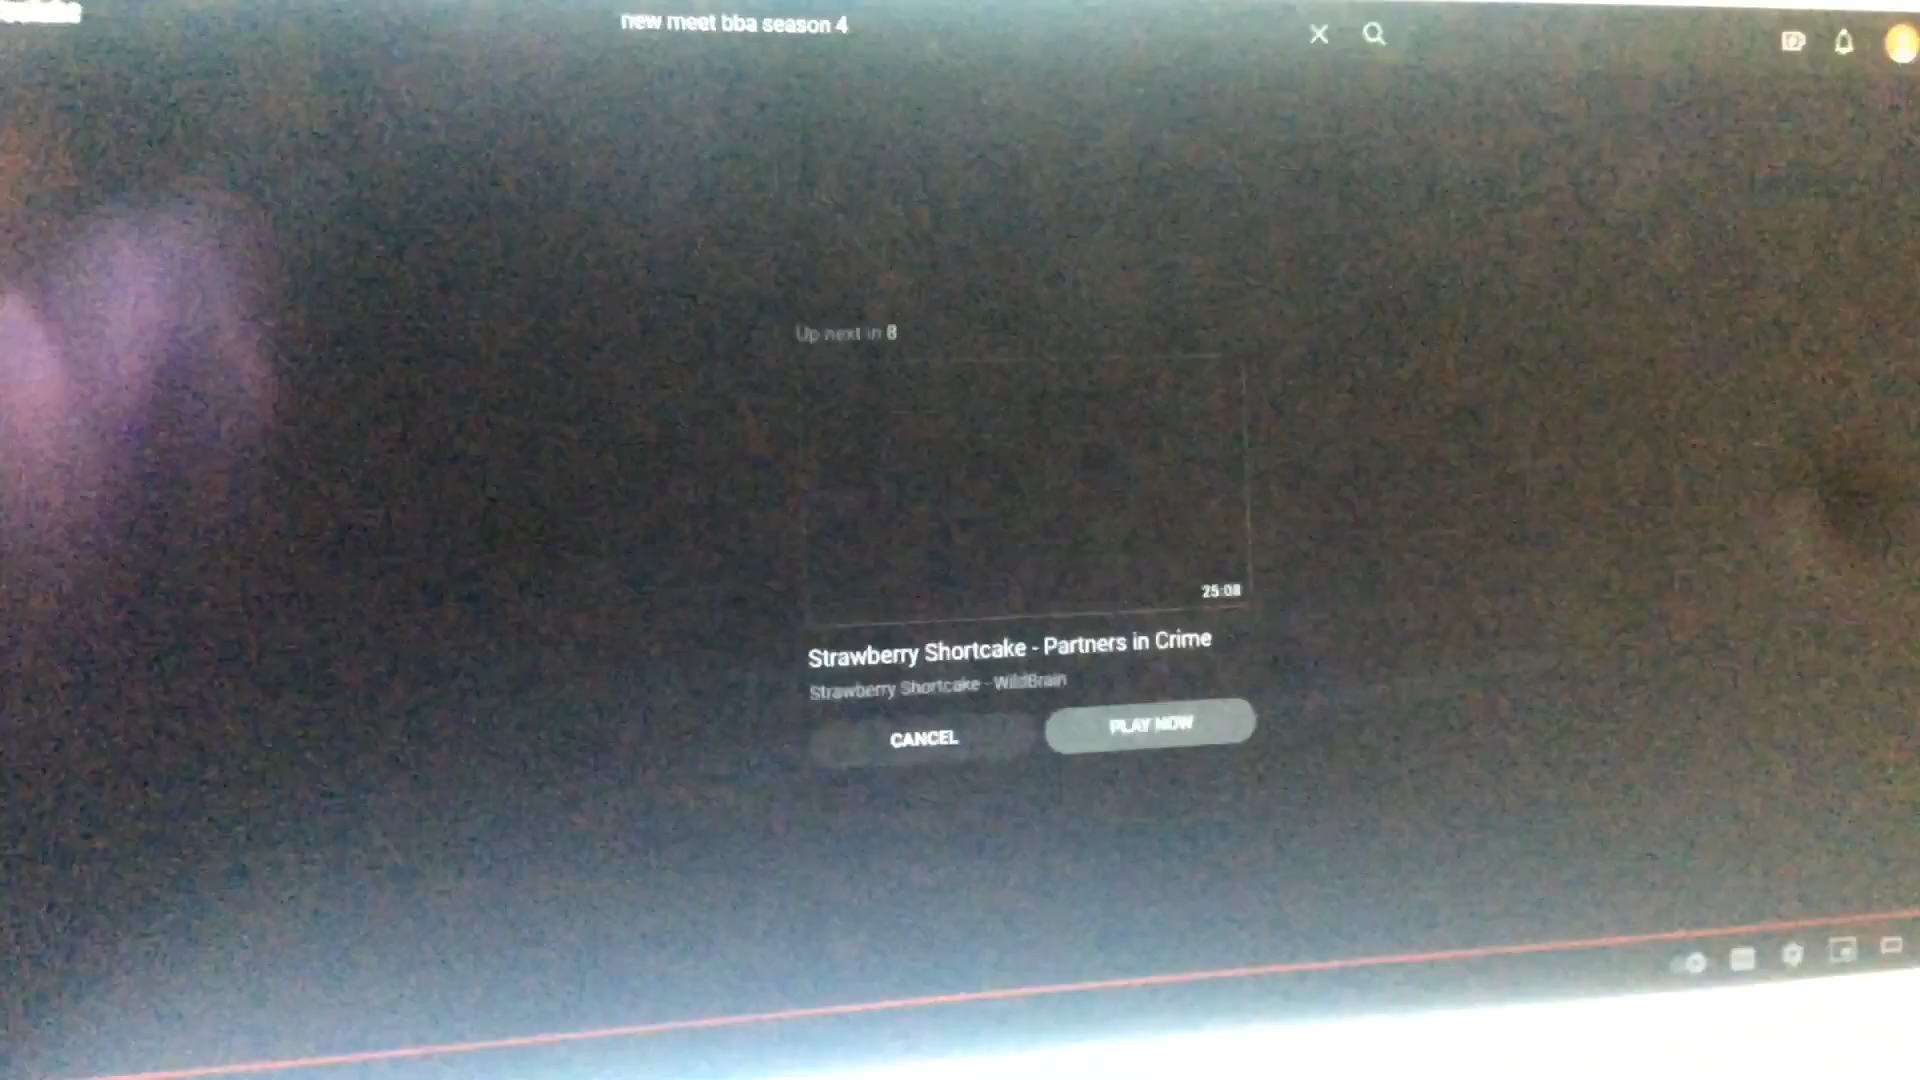 new meet bba season 4
Up next in 8
25:08
Strawberry Shortcake - Partners in Crime
Strawberry Shortcake - WildBrain
CANCEL
PLAY NOW